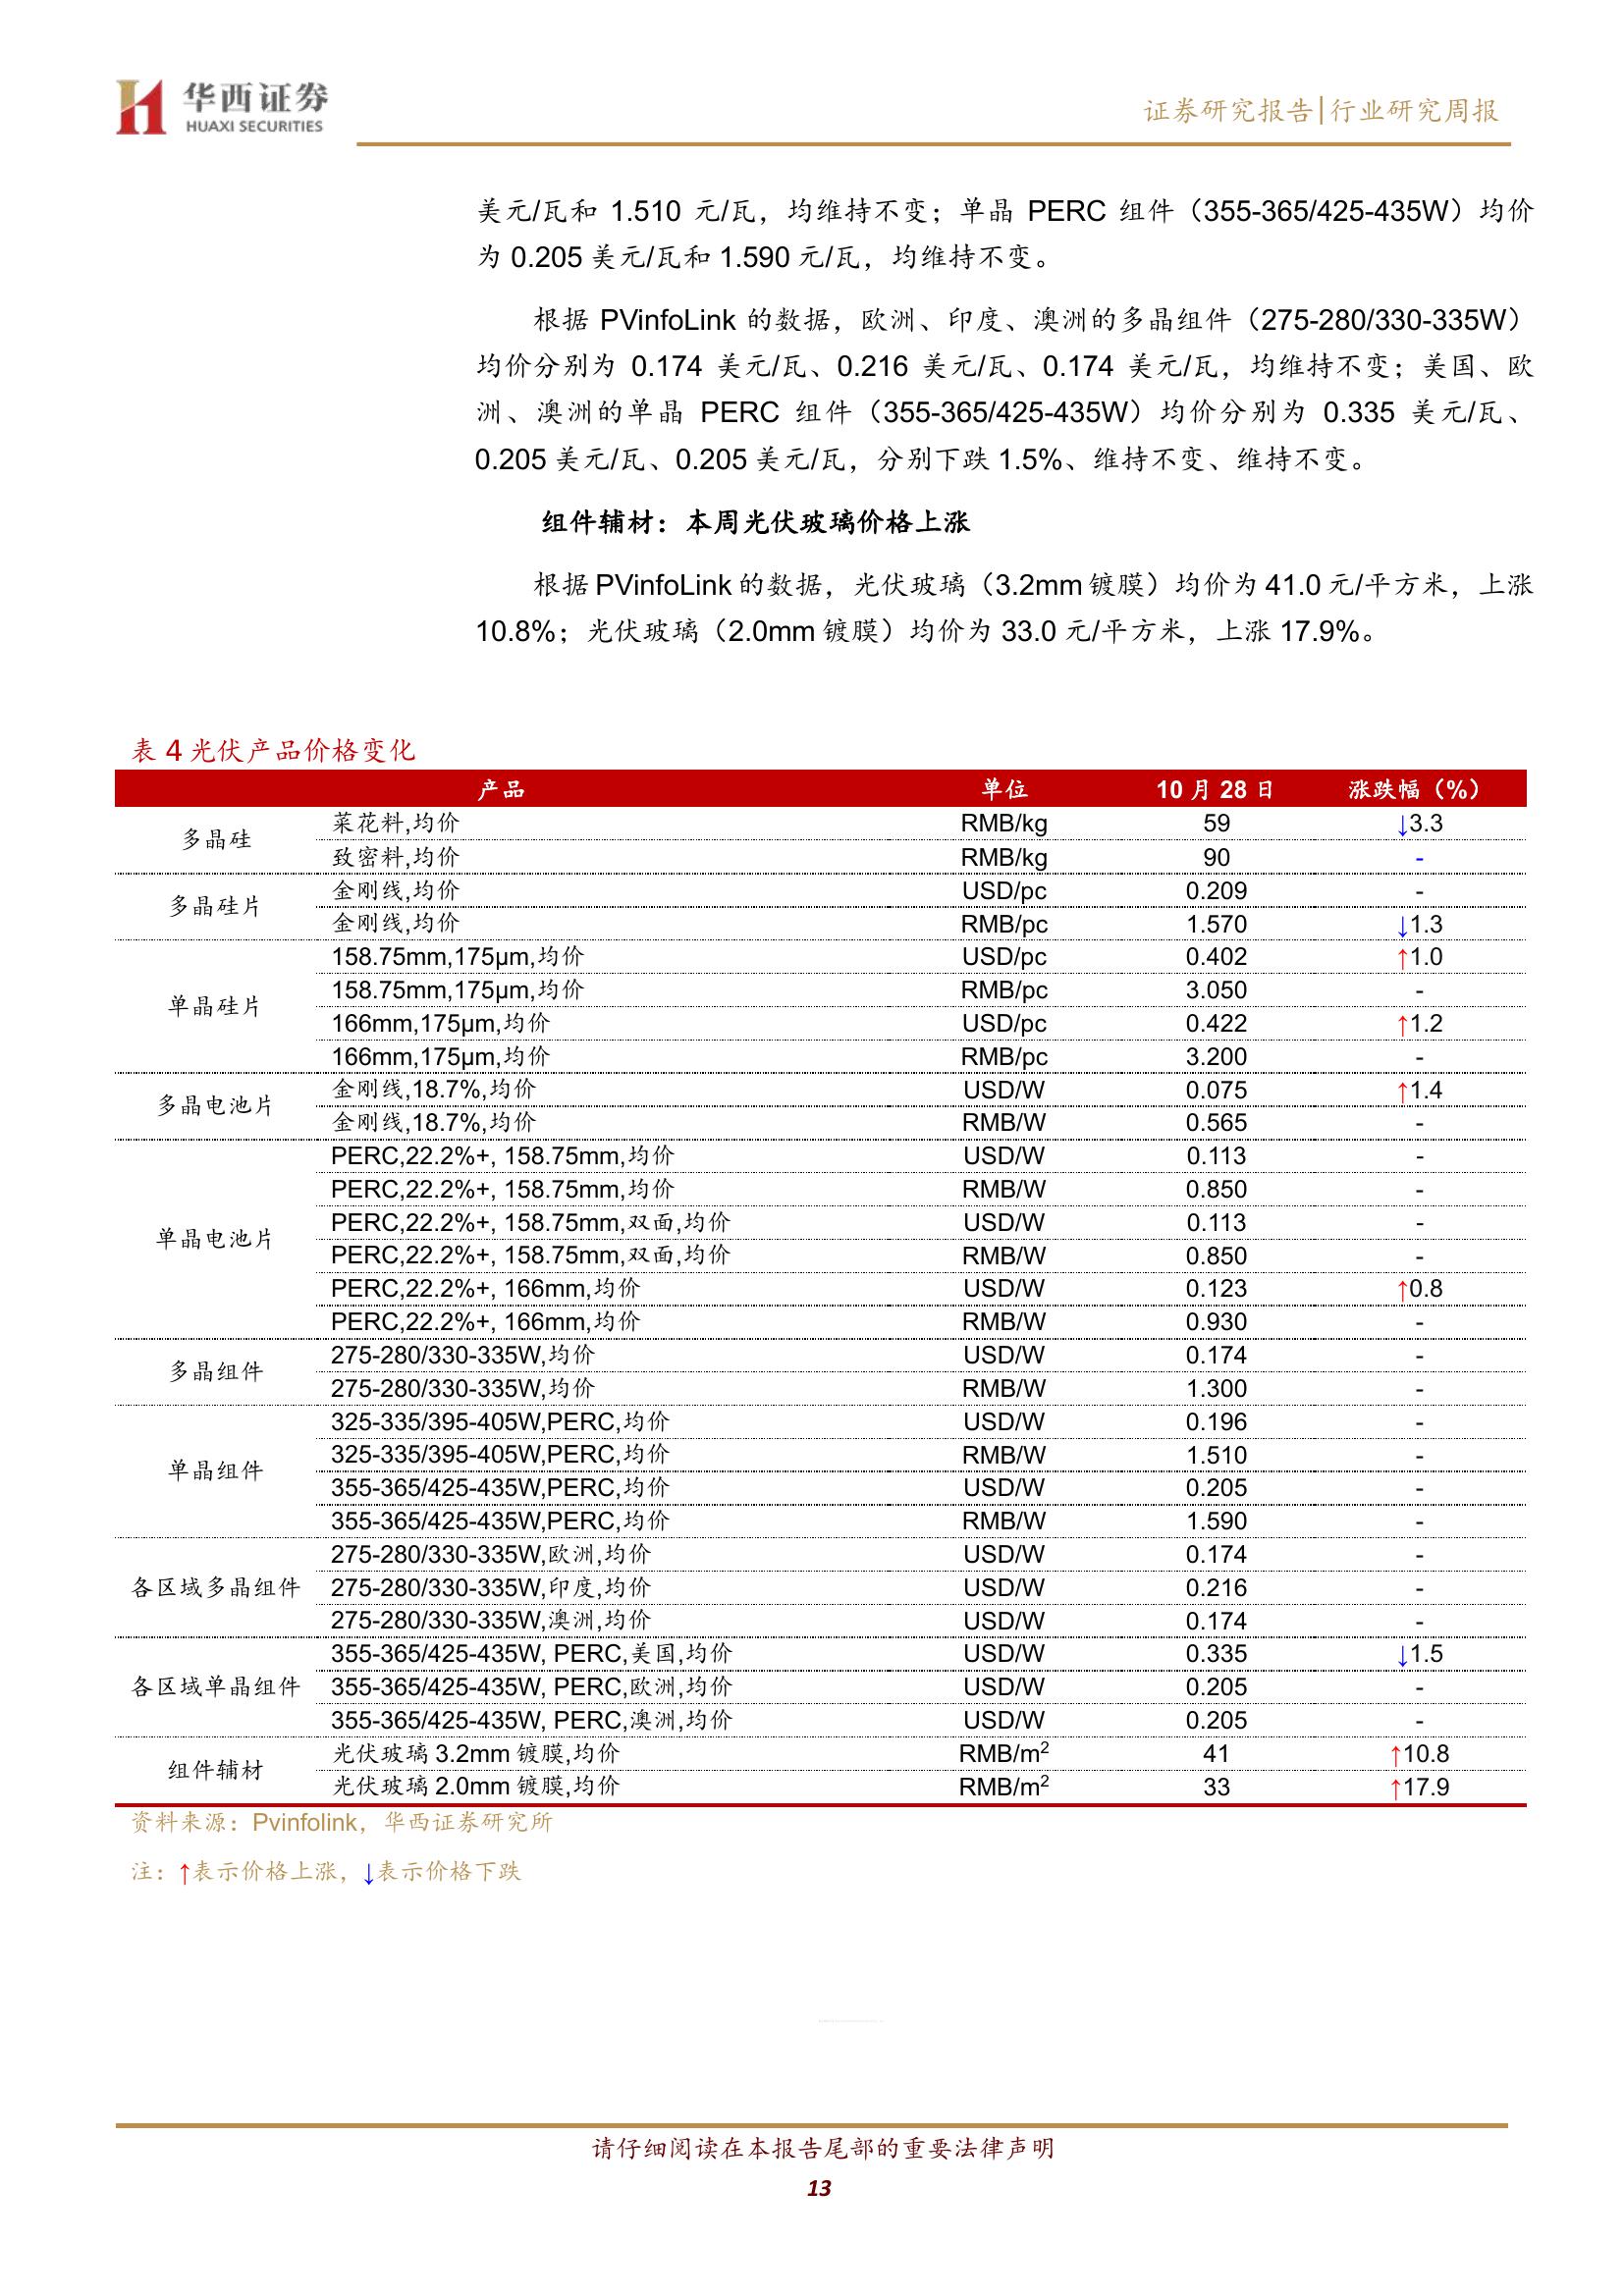 华西证券
HUAXI SECURITIES
证券研究报告|行业研究周报
美元/瓦和 1.510 元/瓦，均维持不变；单晶 PERC 组件（355-365/425-435W）均价
为 0.205 美元/瓦和 1.590 元/瓦，均维持不变。
根据 PVinfoLink 的数据，欧洲、印度、澳洲的多晶组件（275-280/330-335W）
均价分别为 0.174 美元/瓦、0.216 美元/瓦、0.174 美元/瓦，均维持不变；美国、欧
洲、澳洲的单晶 PERC 组件（355-365/425-435W）均价分别为 0.335 美元/瓦、
0.205 美元/瓦、0.205 美元/瓦，分别下跌 1.5%、维持不变、维持不变。
组件辅材：本周光伏玻璃价格上涨
根据 PVinfoLink 的数据，光伏玻璃（3.2mm 镀膜）均价为 41.0 元/平方米，上涨
10.8%；光伏玻璃（2.0mm 镀膜）均价为 33.0 元/平方米，上涨 17.9%。
表 4 光伏产品价格变化
产品 单位 10 月 28 日 涨跌幅（%）
多晶硅 菜花料,均价 RMB/kg 59 ↓3.3
致密料,均价 RMB/kg 90 -
多晶硅片 金刚线,均价 USD/pc 0.209 -
金刚线,均价 RMB/pc 1.570 ↓1.3
单晶硅片 158.75mm,175μm,均价 USD/pc 0.402 ↑1.0
158.75mm,175μm,均价 RMB/pc 3.050 -
166mm,175μm,均价 USD/pc 0.422 ↑1.2
166mm,175μm,均价 RMB/pc 3.200 -
多晶电池片 金刚线,18.7%,均价 USD/W 0.075 ↑1.4
金刚线,18.7%,均价 RMB/W 0.565 -
单晶电池片 PERC,22.2%+, 158.75mm,均价 USD/W 0.113 -
PERC,22.2%+, 158.75mm,均价 RMB/W 0.850 -
PERC,22.2%+, 158.75mm,双面,均价 USD/W 0.113 -
PERC,22.2%+, 158.75mm,双面,均价 RMB/W 0.850 -
PERC,22.2%+, 166mm,均价 USD/W 0.123 ↑0.8
PERC,22.2%+, 166mm,均价 RMB/W 0.930 -
多晶组件 275-280/330-335W,均价 USD/W 0.174 -
275-280/330-335W,均价 RMB/W 1.300 -
单晶组件 325-335/395-405W,PERC,均价 USD/W 0.196 -
325-335/395-405W,PERC,均价 RMB/W 1.510 -
355-365/425-435W,PERC,均价 USD/W 0.205 -
355-365/425-435W,PERC,均价 RMB/W 1.590 -
各区域多晶组件 275-280/330-335W,欧洲,均价 USD/W 0.174 -
275-280/330-335W,印度,均价 USD/W 0.216 -
275-280/330-335W,澳洲,均价 USD/W 0.174 -
各区域单晶组件 355-365/425-435W, PERC,美国,均价 USD/W 0.335 ↓1.5
355-365/425-435W, PERC,欧洲,均价 USD/W 0.205 -
355-365/425-435W, PERC,澳洲,均价 USD/W 0.205 -
组件辅材 光伏玻璃 3.2mm 镀膜,均价 RMB/m² 41 ↑10.8
光伏玻璃 2.0mm 镀膜,均价 RMB/m² 33 ↑17.9
资料来源：Pvinfolink，华西证券研究所
注：↑表示价格上涨，↓表示价格下跌
请仔细阅读在本报告尾部的重要法律声明
13